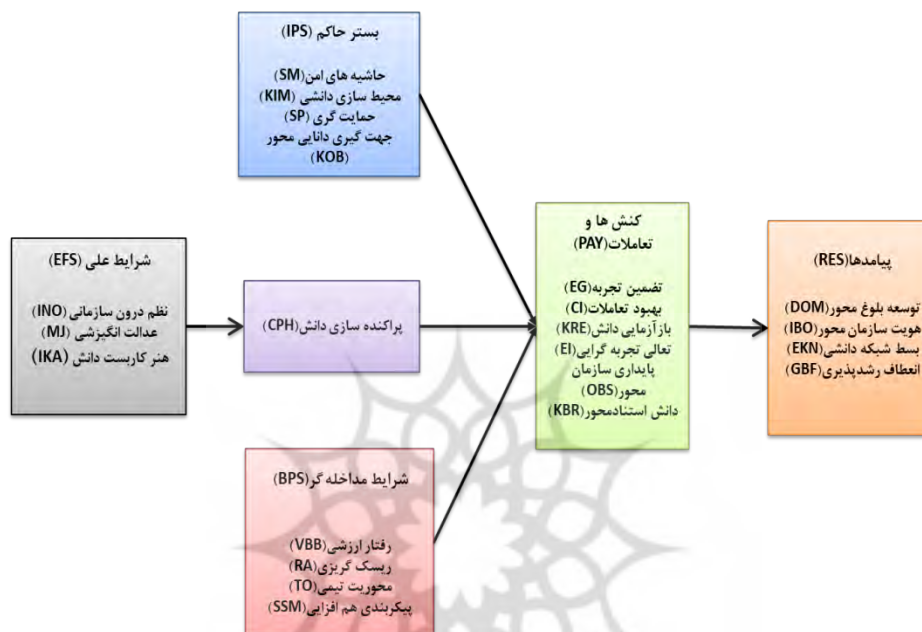 بستر حاکم (IPS)
حاشیه های امن(SM)
محیط سازی دانشی (KIM)
حمایت گری (SP)
جهت گیری دانایی محور
(KOB)
شرایط علی (EFS)
نظم درون سازمانی (INO)
عدالت انگیزشی (MJ)
هنر کاربست دانش (IKA)
پراکنده سازی دانش(CPH)
شرایط مداخله گر(BPS)
رفتار ارزشی(VBB)
ریسک گریزی(RA)
محوریت تیمی(TO)
پیکربندی هم افزایی(SSM)
کنش ها و
تعاملات(PAY)
تضمین تجربه(EG)
بهبود تعاملات(CI)
بازآزمایی دانش(KRE)
تعالی تجربه گرایی(EI)
پایداری سازمان
محور(OBS)
دانش استنادمحور(KBR)
پیامدها(RES)
توسعه بلوغ محور(DOM)
هویت سازمان محور(IBO)
بسط شبکه دانشی(EKN)
انعطاف رشدپذیری(GBF)